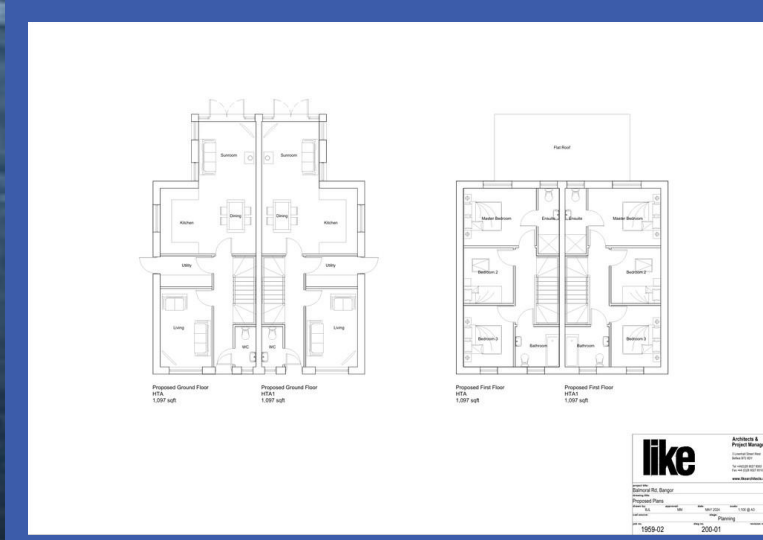 Sunroom
Sunroom
Kitchen
Dining
Dining
Kitchen
Utility
Utility
Living
WC
WC
Living
Proposed Ground Floor
HTA
1,097 sqft
Proposed Ground Floor
HTA1
1,097 sqft
Flat Roof
Master Bedroom
Ensuite
Ensuite
Master Bedroom
Bedroom 2
Bedroom 2
Bedroom 3
Bathroom
Bathroom
Bedroom 3
Proposed First Floor
HTA
1,097 sqft
Proposed First Floor
HTA1
1,097 sqft
like
Architects &
Project Manag
Balmoral Rd, Bangor
Proposed Plans
Planning
1959-02
200-01